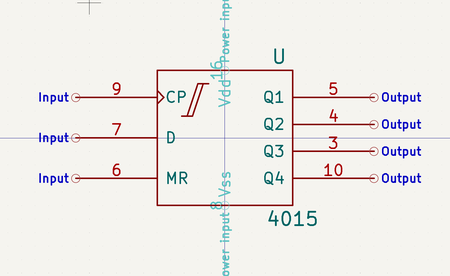 Power input
16
Vdd
U
Input 9 CP Q1 5 Output
Q2 4 Output
Input 7 D Q3 3 Output
Input 6 MR Q4 10 Output
Vss
8
Power input
4015